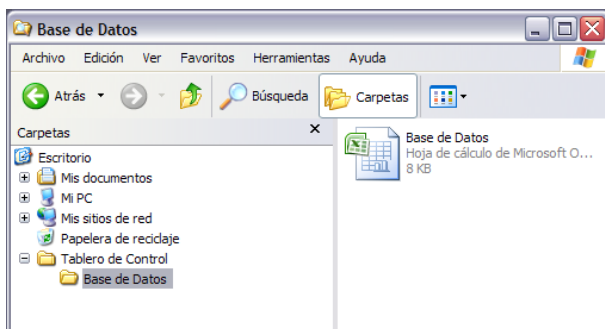 Base de Datos
Archivo Edición Ver Favoritos Herramientas Ayuda
Atrás Búsqueda Carpetas
Carpetas
Escritorio
Mis documentos
Mi PC
Mis sitios de red
Papelera de reciclaje
Tablero de Control
Base de Datos
Base de Datos
Hoja de cálculo de Microsoft O...
8 KB